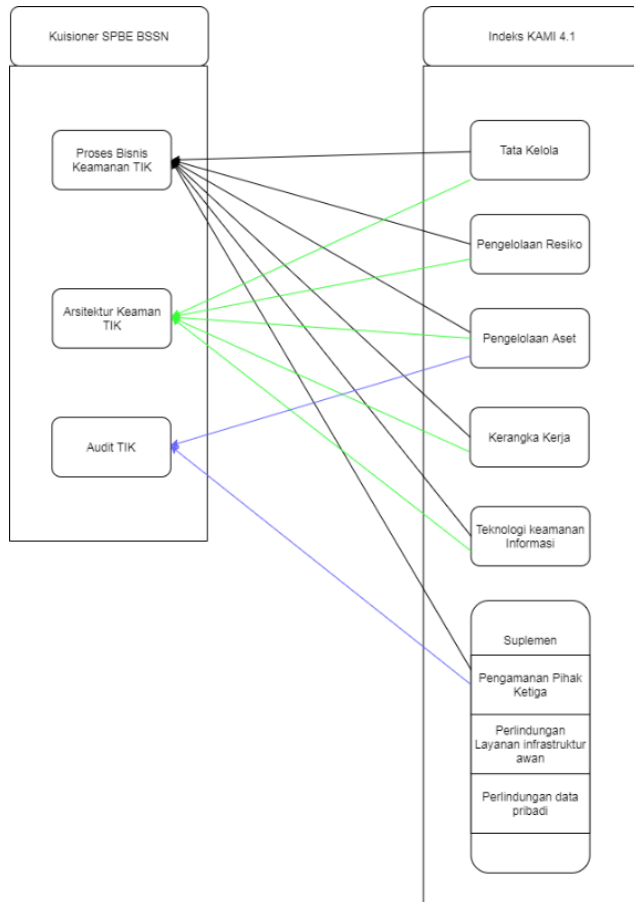 Kuisioner SPBE BSSN
Indeks KAMI 4.1
Proses Bisnis
Keamanan TIK
Arsitektur Keaman
TIK
Audit TIK
Tata Kelola
Pengelolaan Resiko
Pengelolaan Aset
Kerangka Kerja
Teknologi keamanan
Informasi
Suplemen
Pengamanan Pihak
Ketiga
Perlindungan
Layanan infrastruktur
awan
Perlindungan data
pribadi